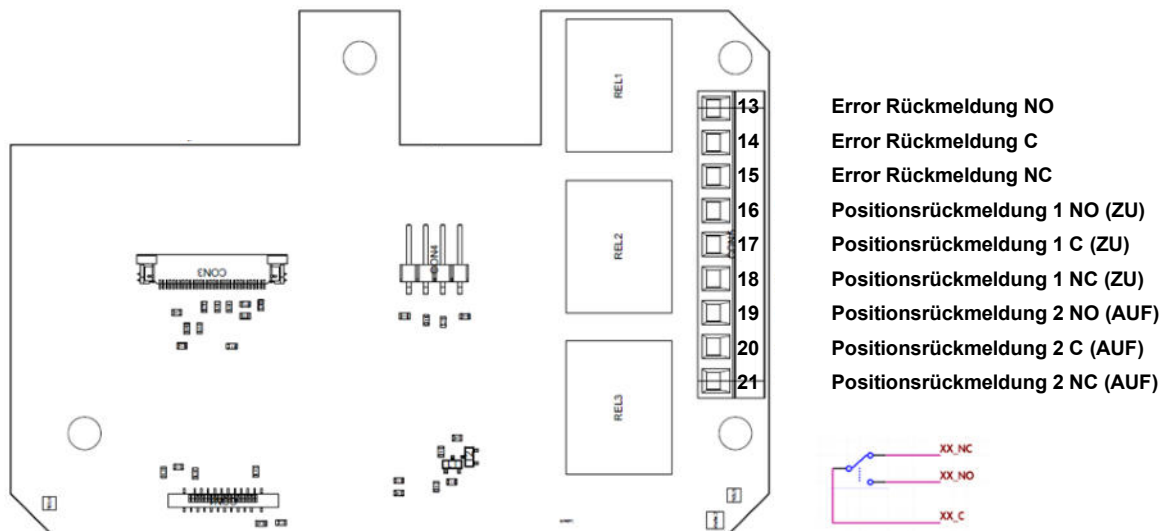 REL1
13 Error Rückmeldung NO
14 Error Rückmeldung C
15 Error Rückmeldung NC
16 Positionsrückmeldung 1 NO (ZU)
REL2
CON4
17 Positionsrückmeldung 1 C (ZU)
CON3
18 Positionsrückmeldung 1 NC (ZU)
19 Positionsrückmeldung 2 NO (AUF)
20 Positionsrückmeldung 2 C (AUF)
21 Positionsrückmeldung 2 NC (AUF)
REL3
XX_NC
XX_NO
XX_C